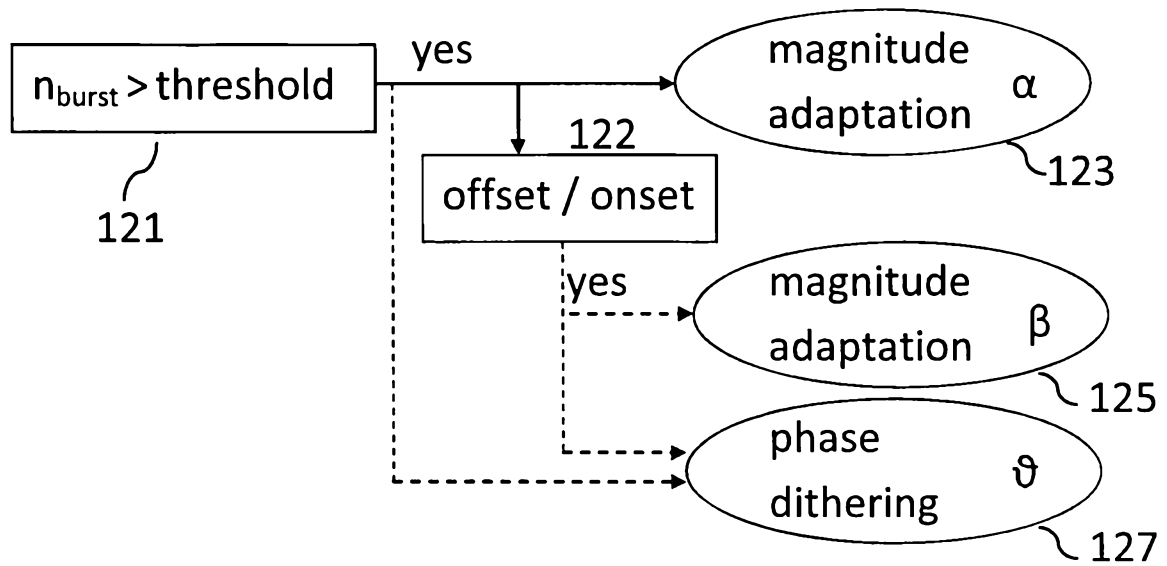 yes
n_burst > threshold
magnitude
adaptation α
123
122
offset / onset
121
yes
magnitude
adaptation β
125
phase
dithering ϑ
127